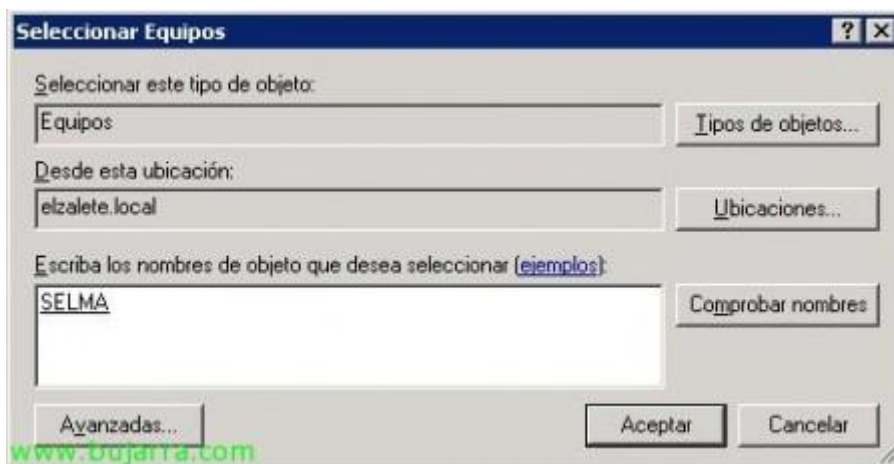 Seleccionar Equipos
Seleccionar este tipo de objeto:
Equipos
Tipos de objetos...
Desde esta ubicación:
elzalete.local
Ubicaciones...
Escriba los nombres de objeto que desea seleccionar (ejemplos):
SELMA
Comprobar nombres
Avanzadas...
Aceptar
Cancelar
www.bujarra.com